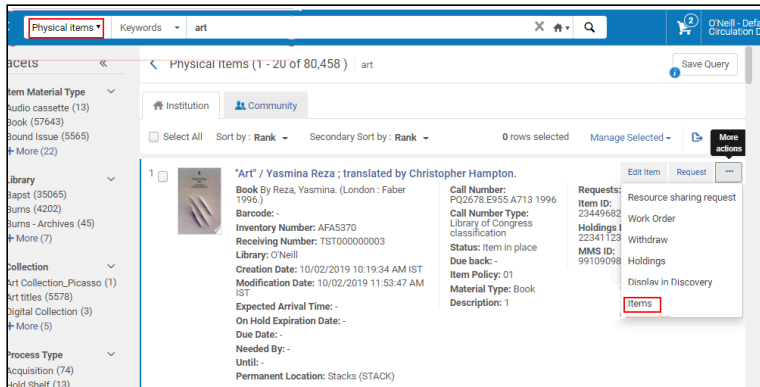 Physical items Keywords art
2
O'Neill - Defa
Circulation D
acets «
Physical Items (1 - 20 of 80,458 ) art
Save Query
Item Material Type
Audio cassette (13)
Book (57643)
Bound Issue (5565)
+ More (22)
Library
Bapst (35065)
Burns (4202)
Burns - Archives (45)
+ More (7)
Collection
Art Collection_Picasso (1)
Art titles (5578)
Digital Collection (3)
+ More (5)
Process Type
Acquisition (74)
Hold Shelf (13)
Institution Community
Select All Sort by : Rank Secondary Sort by : Rank 0 rows selected Manage Selected
More
actions
1 "Art" / Yasmina Reza ; translated by Christopher Hampton.
Book By Reza, Yasmina. (London : Faber
1996.)
Barcode: -
Inventory Number: AFA5370
Receiving Number: TST000000003
Library: O'Neill
Creation Date: 10/02/2019 10:19:34 AM IST
Modification Date: 10/02/2019 11:53:47 AM
IST
Expected Arrival Time: -
On Hold Expiration Date: -
Due Date: -
Needed By: -
Until: -
Permanent Location: Stacks (STACK)
Call Number:
PQ2678.E955 A713 1996
Call Number Type:
Library of Congress
classification
Status: Item in place
Due back: -
Item Policy: 01
Material Type: Book
Description: 1
Requests:
Item ID:
23449682
Holdings I
22341123
MMS ID:
99109098
Edit Item Request ...
Resource sharing request
Work Order
Withdraw
Holdings
Display in Discovery
Items